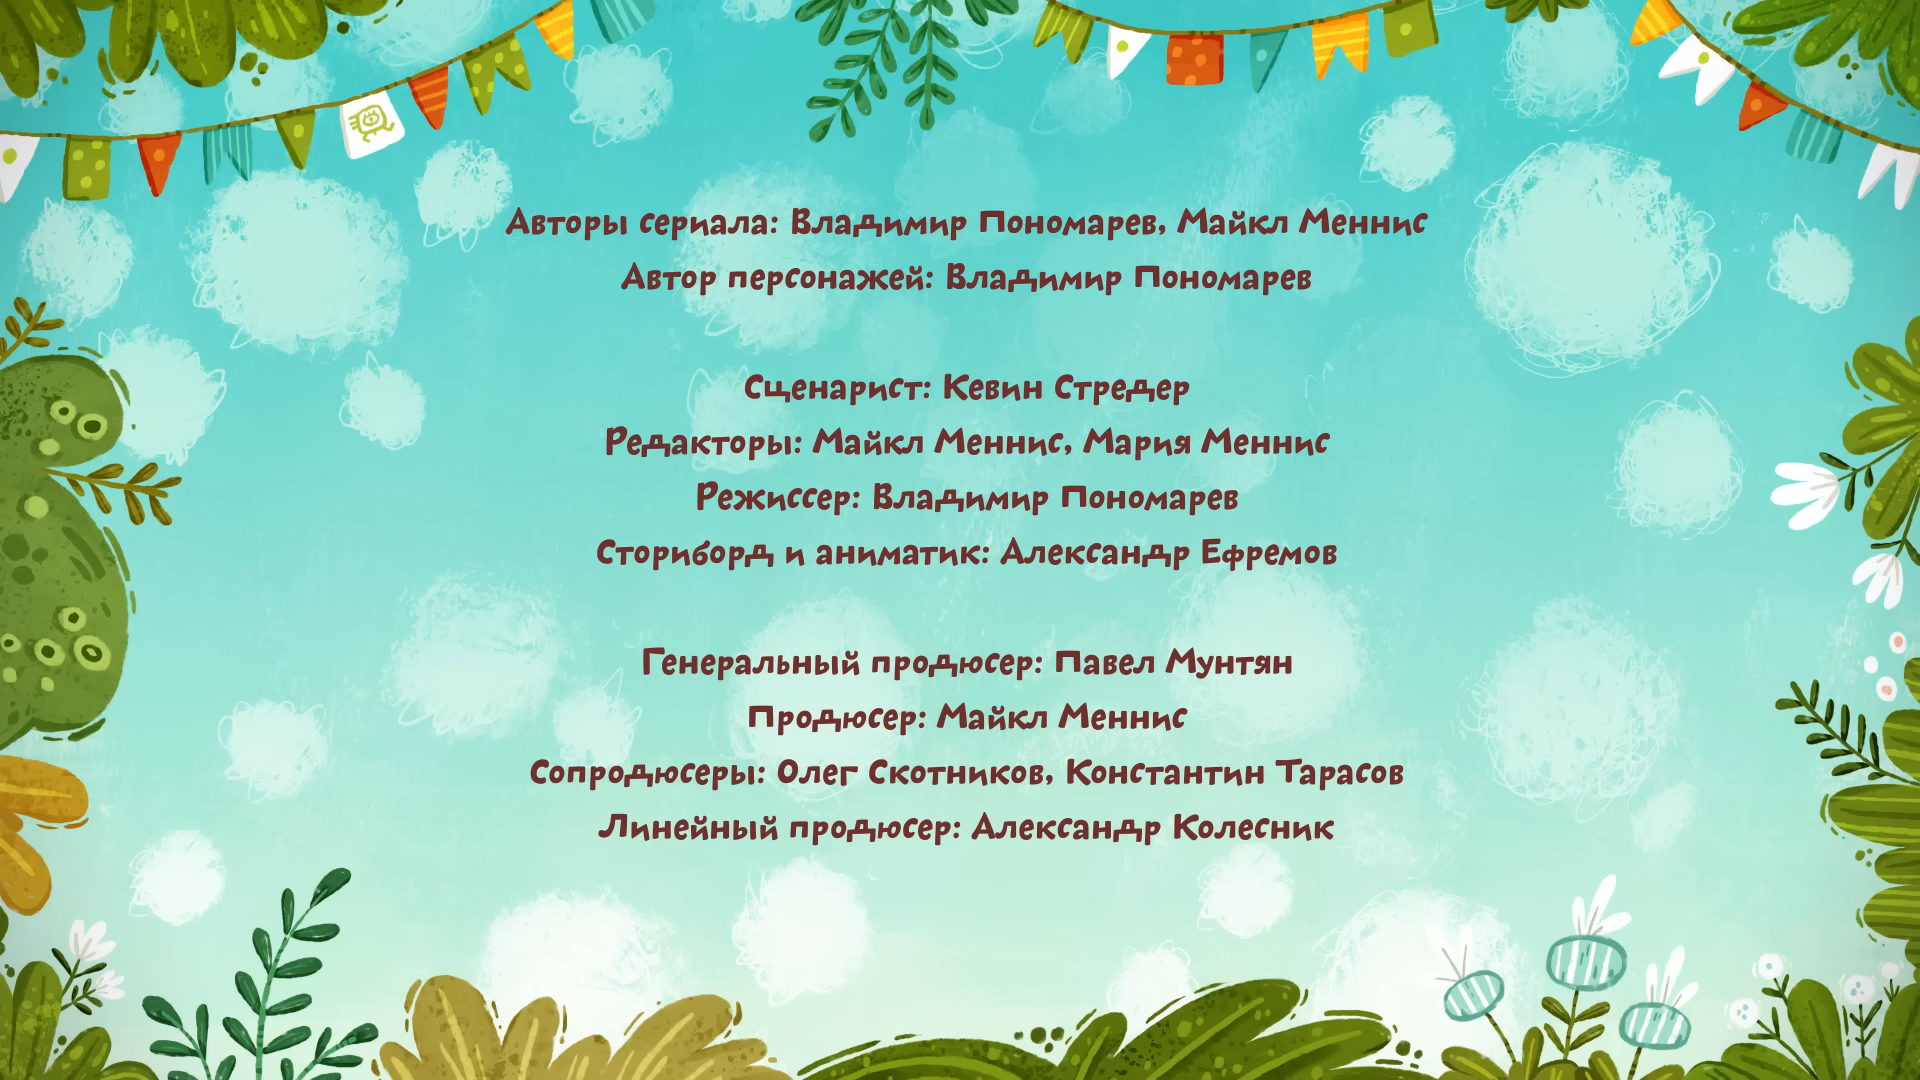 Авторы сериала: Владимир Пономарев, Майкл Меннис
Автор персонажей: Владимир Пономарев
Сценарист: Кевин Стредер
Редакторы: Майкл Меннис, Мария Меннис
Режиссер: Владимир Пономарев
Сториборд и аниматик: Александр Ефремов
Генеральный продюсер: Павел Мунтян
Продюсер: Майкл Меннис
Сопродюсеры: Олег Скотников, Константин Тарасов
Линейный продюсер: Александр Колесник